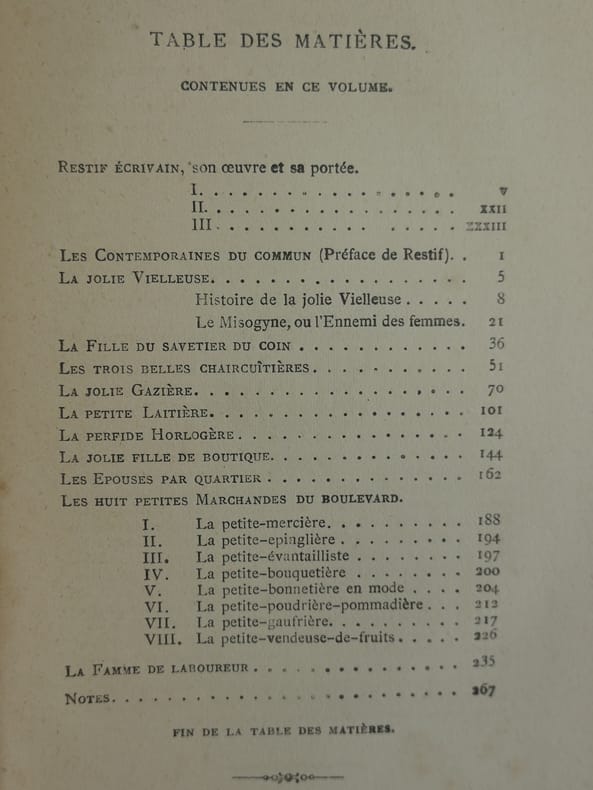 TABLE DES MATIÈRES.
CONTENUES EN CE VOLUME.
RESTIF ÉCRIVAIN, son œuvre et sa portée.
I. . . . . . . . . . . . . . . . . V
II. . . . . . . . . . . . . . . . . XXII
III. . . . . . . . . . . . . . . . XXXIII
LES CONTEMPORAINES DU COMMUN (Préface de Restif). . 1
LA JOLIE VIELLEUSE. . . . . . . . . . . . . . . . . 5
Histoire de la jolie Vielleuse . . . . . 8
Le Misogyne, ou l'Ennemi des femmes. 21
LA FILLE DU SAVETIER DU COIN . . . . . . . . . . . . 36
LES TROIS BELLES CHAIRCUÎTIÈRES. . . . . . . . . . . 51
LA JOLIE GAZIÈRE. . . . . . . . . . . . . . . . . . 70
LA PETITE LAITIÈRE. . . . . . . . . . . . . . . . . 101
LA PERFIDE HORLOGÈRE. . . . . . . . . . . . . . . . 124
LA JOLIE FILLE DE BOUTIQUE. . . . . . . . . . . . . 144
LES EPOUSES PAR QUARTIER . . . . . . . . . . . . . . 162
LES HUIT PETITES MARCHANDES DU BOULEVARD.
I. La petite-mercière. . . . . . . . . . 188
II. La petite-epinglière . . . . . . . . . 194
III. La petite-évantailliste . . . . . . . . 197
IV. La petite-bouquetière . . . . . . . . 200
V. La petite-bonnetière en mode . . . . 204
VI. La petite-poudrière-pommadière . . . 212
VII. La petite-gaufrière. . . . . . . . . . 217
VIII. La petite-vendeuse-de-fruits. . . . . 226
LA FAMME DE LABOUREUR . . . . . . . . . . . . . . . 235
NOTES. . . . . . . . . . . . . . . . . . . . . . . . 267
FIN DE LA TABLE DES MATIÈRES.